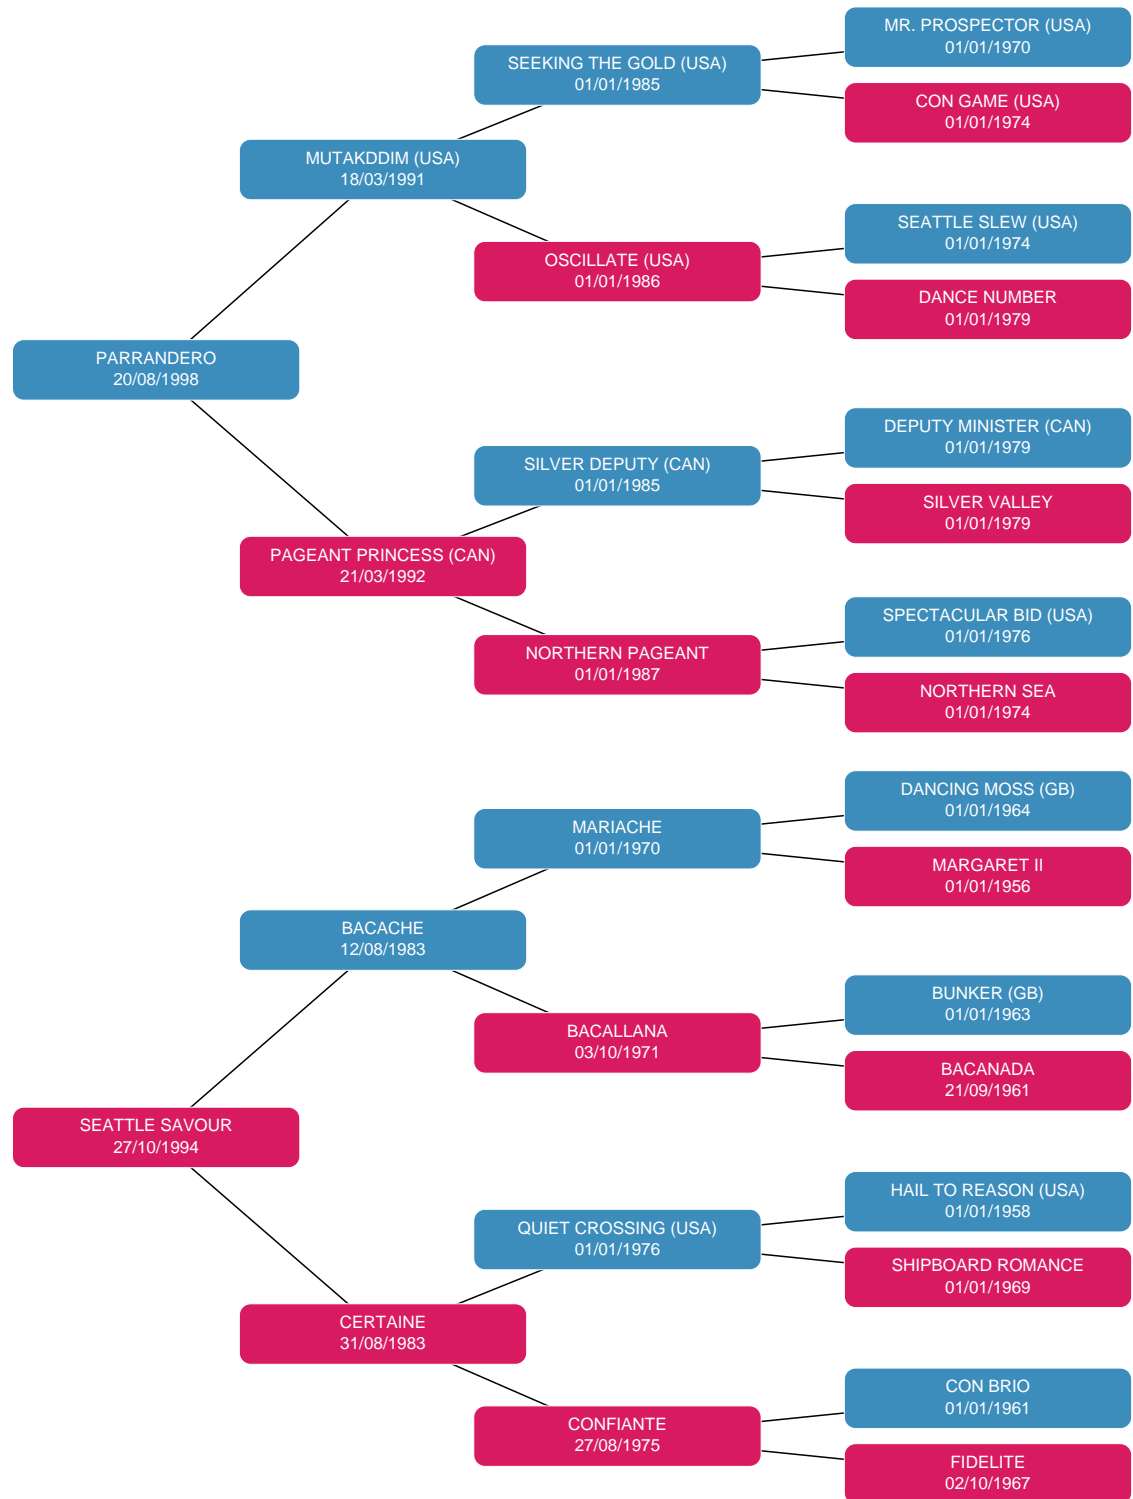 MR. PROSPECTOR (USA)
01/01/1970
SEEKING THE GOLD (USA)
01/01/1985
CON GAME (USA)
01/01/1974
MUTAKDDIM (USA)
18/03/1991
SEATTLE SLEW (USA)
01/01/1974
OSCILLATE (USA)
01/01/1986
DANCE NUMBER
01/01/1979
PARRANDERO
20/08/1998
DEPUTY MINISTER (CAN)
01/01/1979
SILVER DEPUTY (CAN)
01/01/1985
SILVER VALLEY
01/01/1979
PAGEANT PRINCESS (CAN)
21/03/1992
SPECTACULAR BID (USA)
01/01/1976
NORTHERN PAGEANT
01/01/1987
NORTHERN SEA
01/01/1974
DANCING MOSS (GB)
01/01/1964
MARIACHE
01/01/1970
MARGARET II
01/01/1956
BACACHE
12/08/1983
BUNKER (GB)
01/01/1963
BACALLANA
03/10/1971
BACANADA
21/09/1961
SEATTLE SAVOUR
27/10/1994
HAIL TO REASON (USA)
01/01/1958
QUIET CROSSING (USA)
01/01/1976
SHIPBOARD ROMANCE
01/01/1969
CERTAINE
31/08/1983
CON BRIO
01/01/1961
CONFIANTE
27/08/1975
FIDELITE
02/10/1967